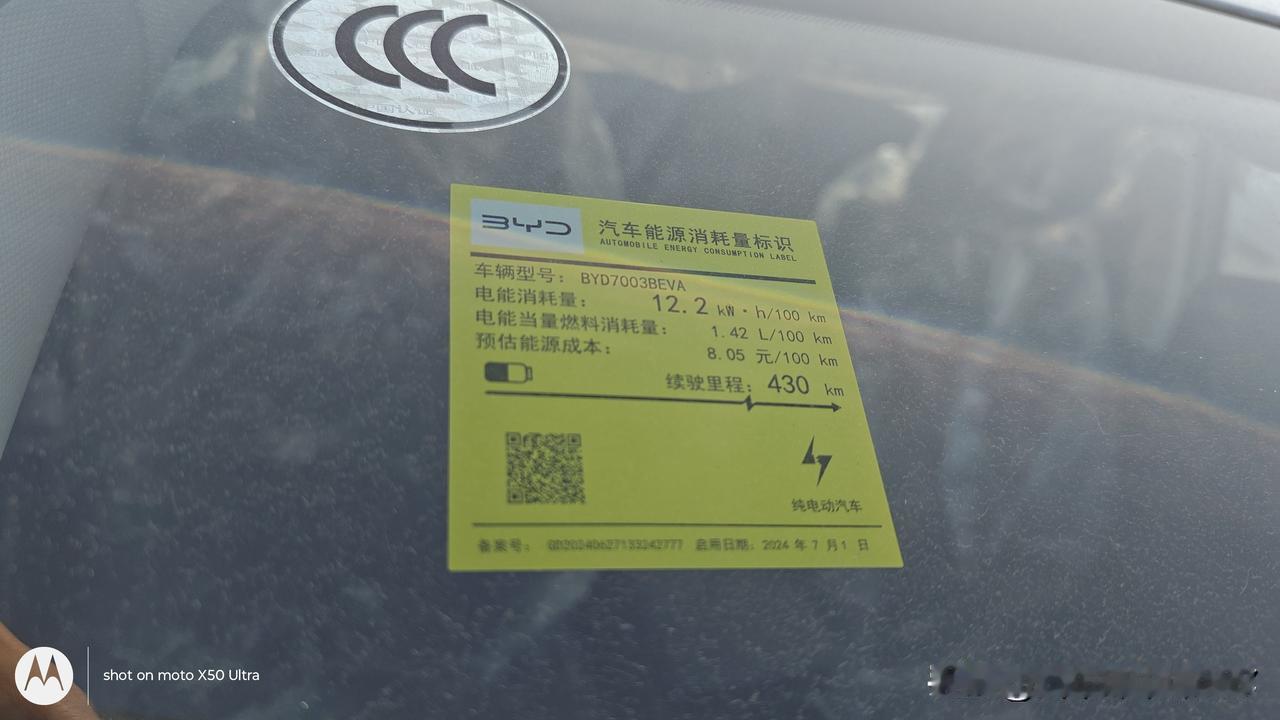 CCC
BYD
汽车能源消耗量标识
AUTOMOBILE ENERGY CONSUMPTION LABEL
车辆型号: BYD7003BEVA
电能消耗量: 12.2 kW·h/100 km
电能当量燃料消耗量: 1.42 L/100 km
预估能源成本: 8.05 元/100 km
续驶里程: 430 km
纯电动汽车
备案号: 启用日期: 2024 年 7 月 1 日
shot on moto X50 Ultra